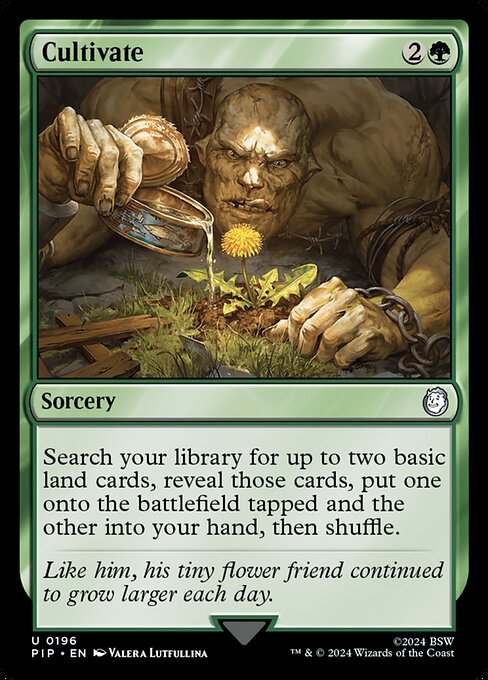 Cultivate 2
Sorcery
Search your library for up to two basic
land cards, reveal those cards, put one
onto the battlefield tapped and the
other into your hand, then shuffle.
Like him, his tiny flower friend continued
to grow larger each day.
U 0196 ©2024 BSW
PIP • EN Valera Lutfullina ™ & © 2024 Wizards of the Coast